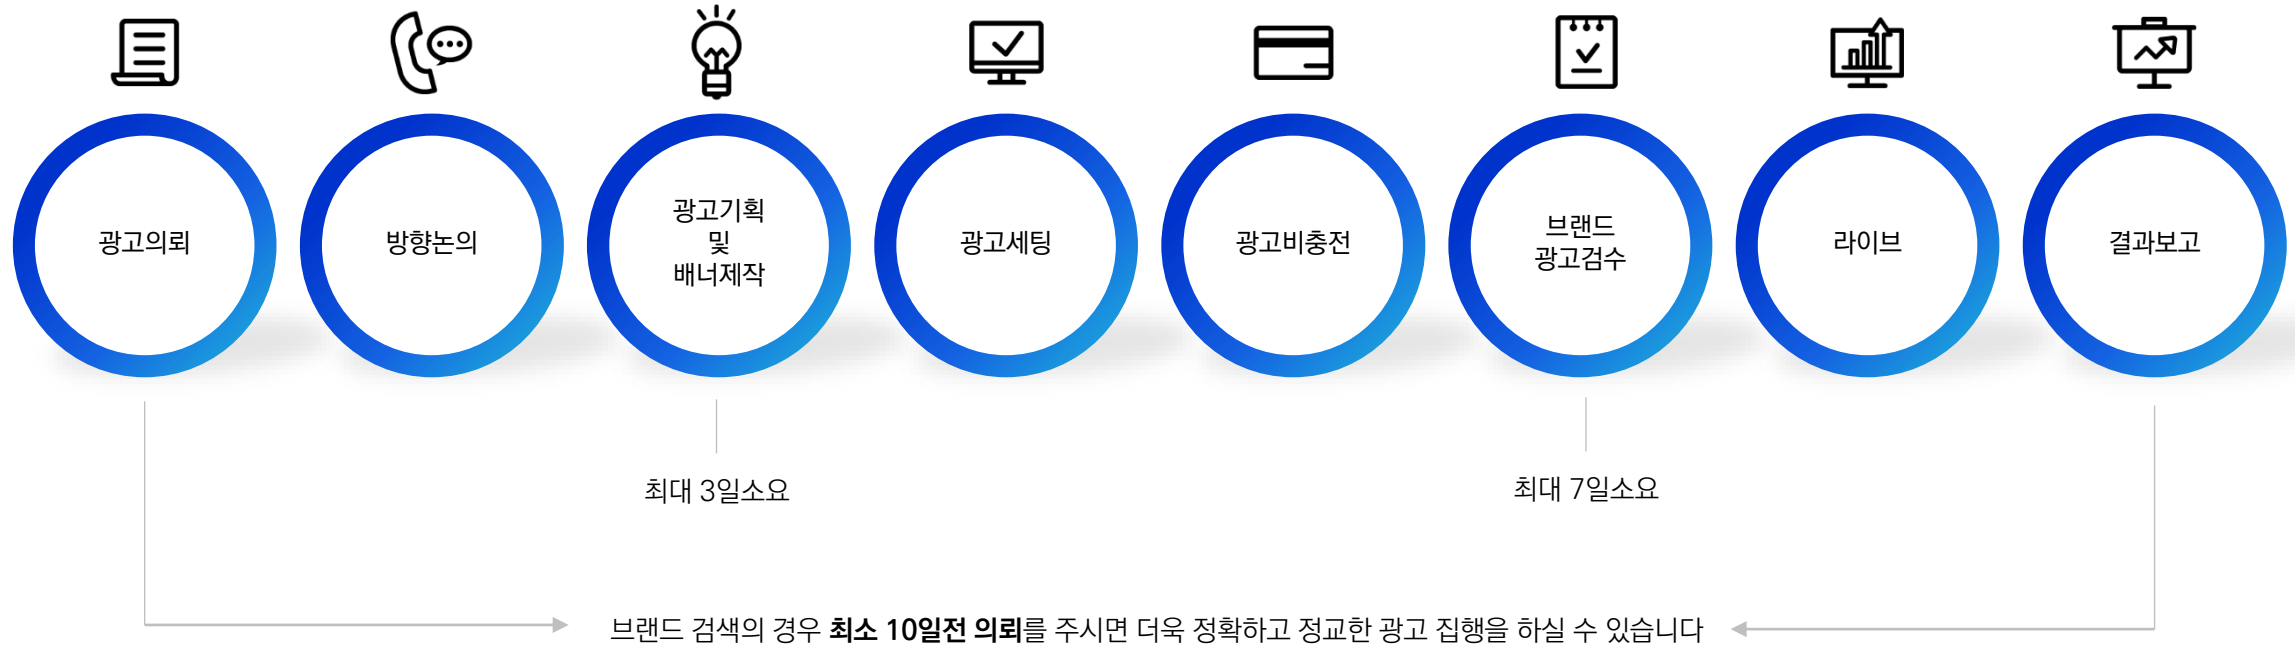 광고의뢰
방향논의
광고기획
및
배너제작
광고세팅
광고비충전
브랜드
광고검수
라이브
결과보고
최대 3일소요
최대 7일소요
브랜드 검색의 경우 최소 10일전 의뢰를 주시면 더욱 정확하고 정교한 광고 집행을 하실 수 있습니다